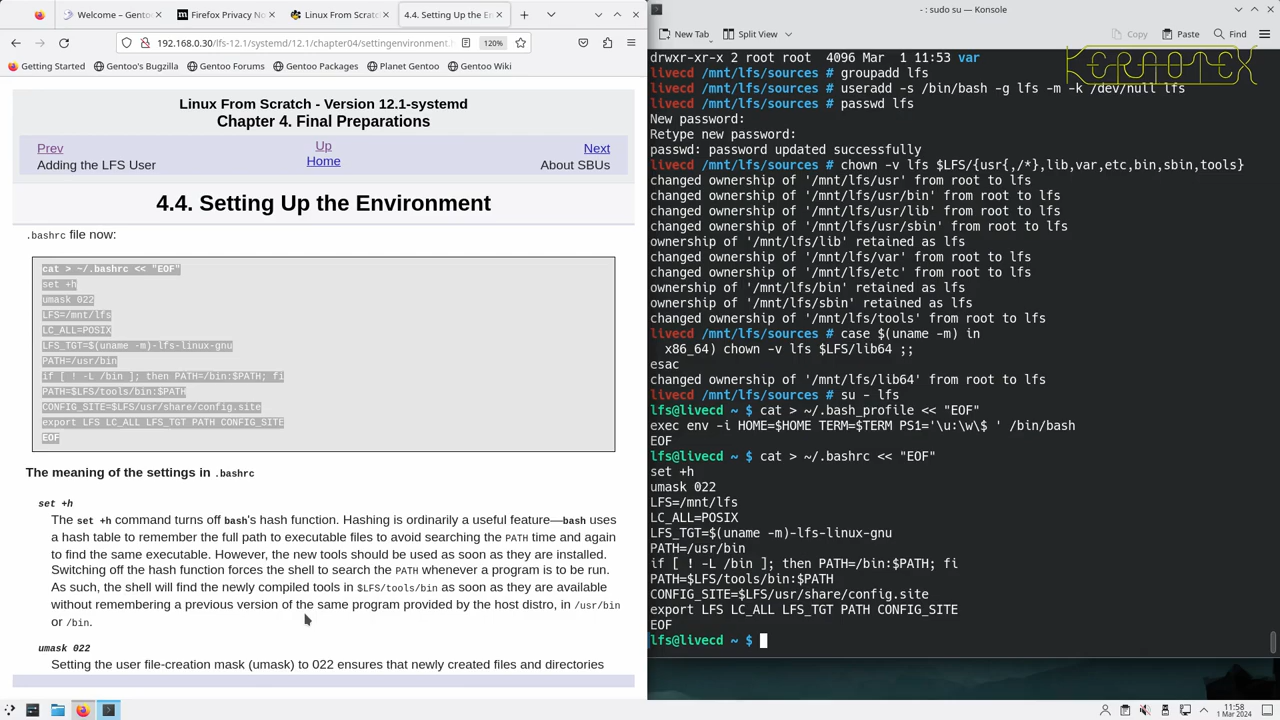 Welcome – Gentoo
Firefox Privacy No
Linux From Scratch
4.4. Setting Up the En
192.168.0.30/lfs-12.1/systemd/12.1/chapter04/settingenvironment.
120%
Getting Started
Gentoo's Bugzilla
Gentoo Forums
Gentoo Packages
Planet Gentoo
Gentoo Wiki
Linux From Scratch - Version 12.1-systemd
Chapter 4. Final Preparations
Prev
Up
Next
Adding the LFS User
Home
About SBUs
4.4. Setting Up the Environment
.bashrc file now:
cat > ~/.bashrc << "EOF"
set +h
umask 022
LFS=/mnt/lfs
LC_ALL=POSIX
LFS_TGT=$(uname -m)-lfs-linux-gnu
PATH=/usr/bin
if [ ! -L /bin ]; then PATH=/bin:$PATH; fi
PATH=$LFS/tools/bin:$PATH
CONFIG_SITE=$LFS/usr/share/config.site
export LFS LC_ALL LFS_TGT PATH CONFIG_SITE
EOF
The meaning of the settings in .bashrc
set +h
The set +h command turns off bash's hash function. Hashing is ordinarily a useful feature—bash uses
a hash table to remember the full path to executable files to avoid searching the PATH time and again
to find the same executable. However, the new tools should be used as soon as they are installed.
Switching off the hash function forces the shell to search the PATH whenever a program is to be run.
As such, the shell will find the newly compiled tools in $LFS/tools/bin as soon as they are available
without remembering a previous version of the same program provided by the host distro, in /usr/bin
or /bin.
umask 022
Setting the user file-creation mask (umask) to 022 ensures that newly created files and directories
- : sudo su — Konsole
New Tab
Split View
Copy
Paste
Find
KERNOTEX
drwxr-xr-x 2 root root  4096 Mar  1 11:53 var
livecd /mnt/lfs/sources # groupadd lfs
livecd /mnt/lfs/sources # useradd -s /bin/bash -g lfs -m -k /dev/null lfs
livecd /mnt/lfs/sources # passwd lfs
New password:
Retype new password:
passwd: password updated successfully
livecd /mnt/lfs/sources # chown -v lfs $LFS/{usr{,/*},lib,var,etc,bin,sbin,tools}
changed ownership of '/mnt/lfs/usr' from root to lfs
changed ownership of '/mnt/lfs/usr/bin' from root to lfs
changed ownership of '/mnt/lfs/usr/lib' from root to lfs
changed ownership of '/mnt/lfs/usr/sbin' from root to lfs
ownership of '/mnt/lfs/lib' retained as lfs
changed ownership of '/mnt/lfs/var' from root to lfs
changed ownership of '/mnt/lfs/etc' from root to lfs
ownership of '/mnt/lfs/bin' retained as lfs
ownership of '/mnt/lfs/sbin' retained as lfs
changed ownership of '/mnt/lfs/tools' from root to lfs
livecd /mnt/lfs/sources # case $(uname -m) in
  x86_64) chown -v lfs $LFS/lib64 ;;
esac
changed ownership of '/mnt/lfs/lib64' from root to lfs
livecd /mnt/lfs/sources # su - lfs
lfs@livecd ~ $ cat > ~/.bash_profile << "EOF"
exec env -i HOME=$HOME TERM=$TERM PS1='\u:\w\$ ' /bin/bash
EOF
lfs@livecd ~ $ cat > ~/.bashrc << "EOF"
set +h
umask 022
LFS=/mnt/lfs
LC_ALL=POSIX
LFS_TGT=$(uname -m)-lfs-linux-gnu
PATH=/usr/bin
if [ ! -L /bin ]; then PATH=/bin:$PATH; fi
PATH=$LFS/tools/bin:$PATH
CONFIG_SITE=$LFS/usr/share/config.site
export LFS LC_ALL LFS_TGT PATH CONFIG_SITE
EOF
lfs@livecd ~ $
11:58
1 Mar 2024